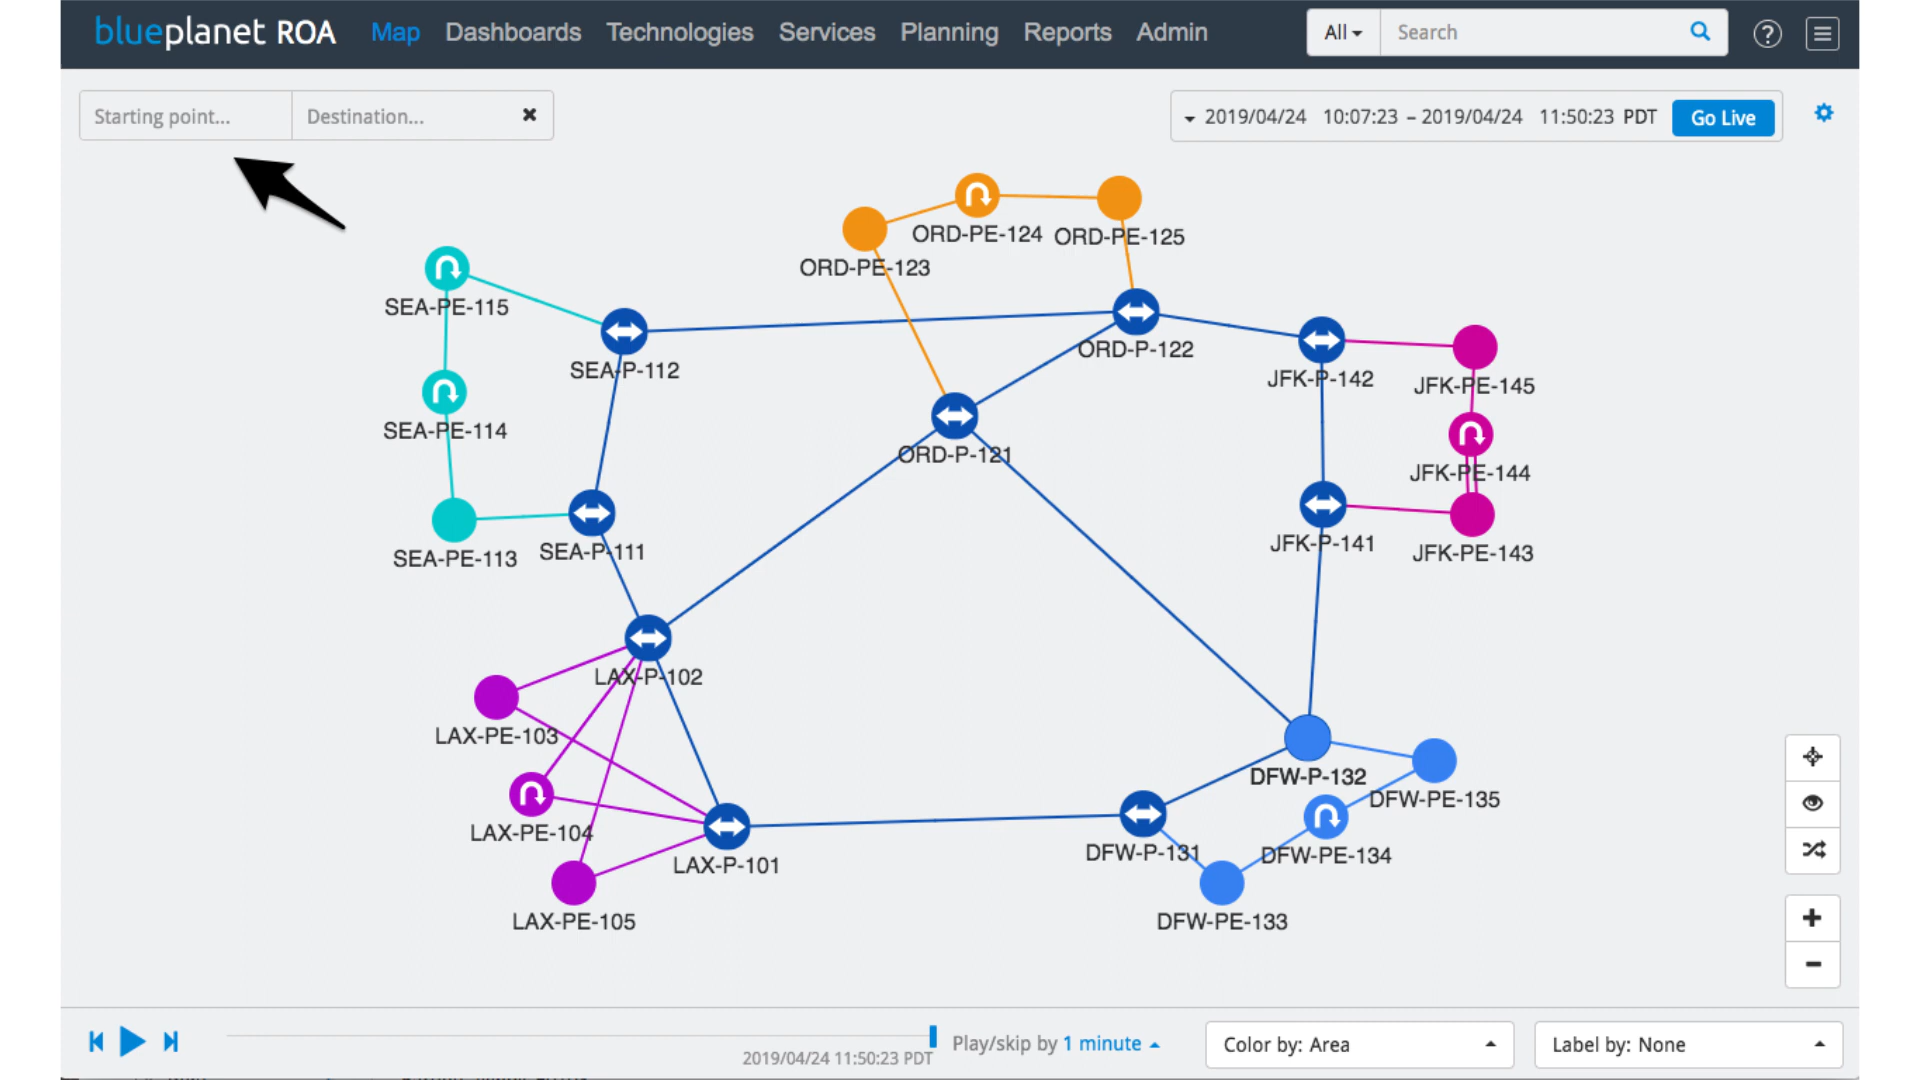 blueplanet ROA Map Dashboards Technologies Services Planning Reports Admin All Search
Starting point... Destination... 2019/04/24 10:07:23 – 2019/04/24 11:50:23 PDT Go Live
ORD-PE-124 ORD-PE-125
ORD-PE-123
SEA-PE-115
ORD-P-122
SEA-P-112
JFK-P-142 JFK-PE-145
SEA-PE-114
ORD-P-121
JFK-PE-144
JFK-P-141 JFK-PE-143
SEA-PE-113 SEA-P-111
LAX-P-102
LAX-PE-103
DFW-P-132
DFW-PE-135
LAX-PE-104
DFW-P-131 DFW-PE-134
LAX-P-101
LAX-PE-105 DFW-PE-133
Play/skip by 1 minute Color by: Area Label by: None
2019/04/24 11:50:23 PDT